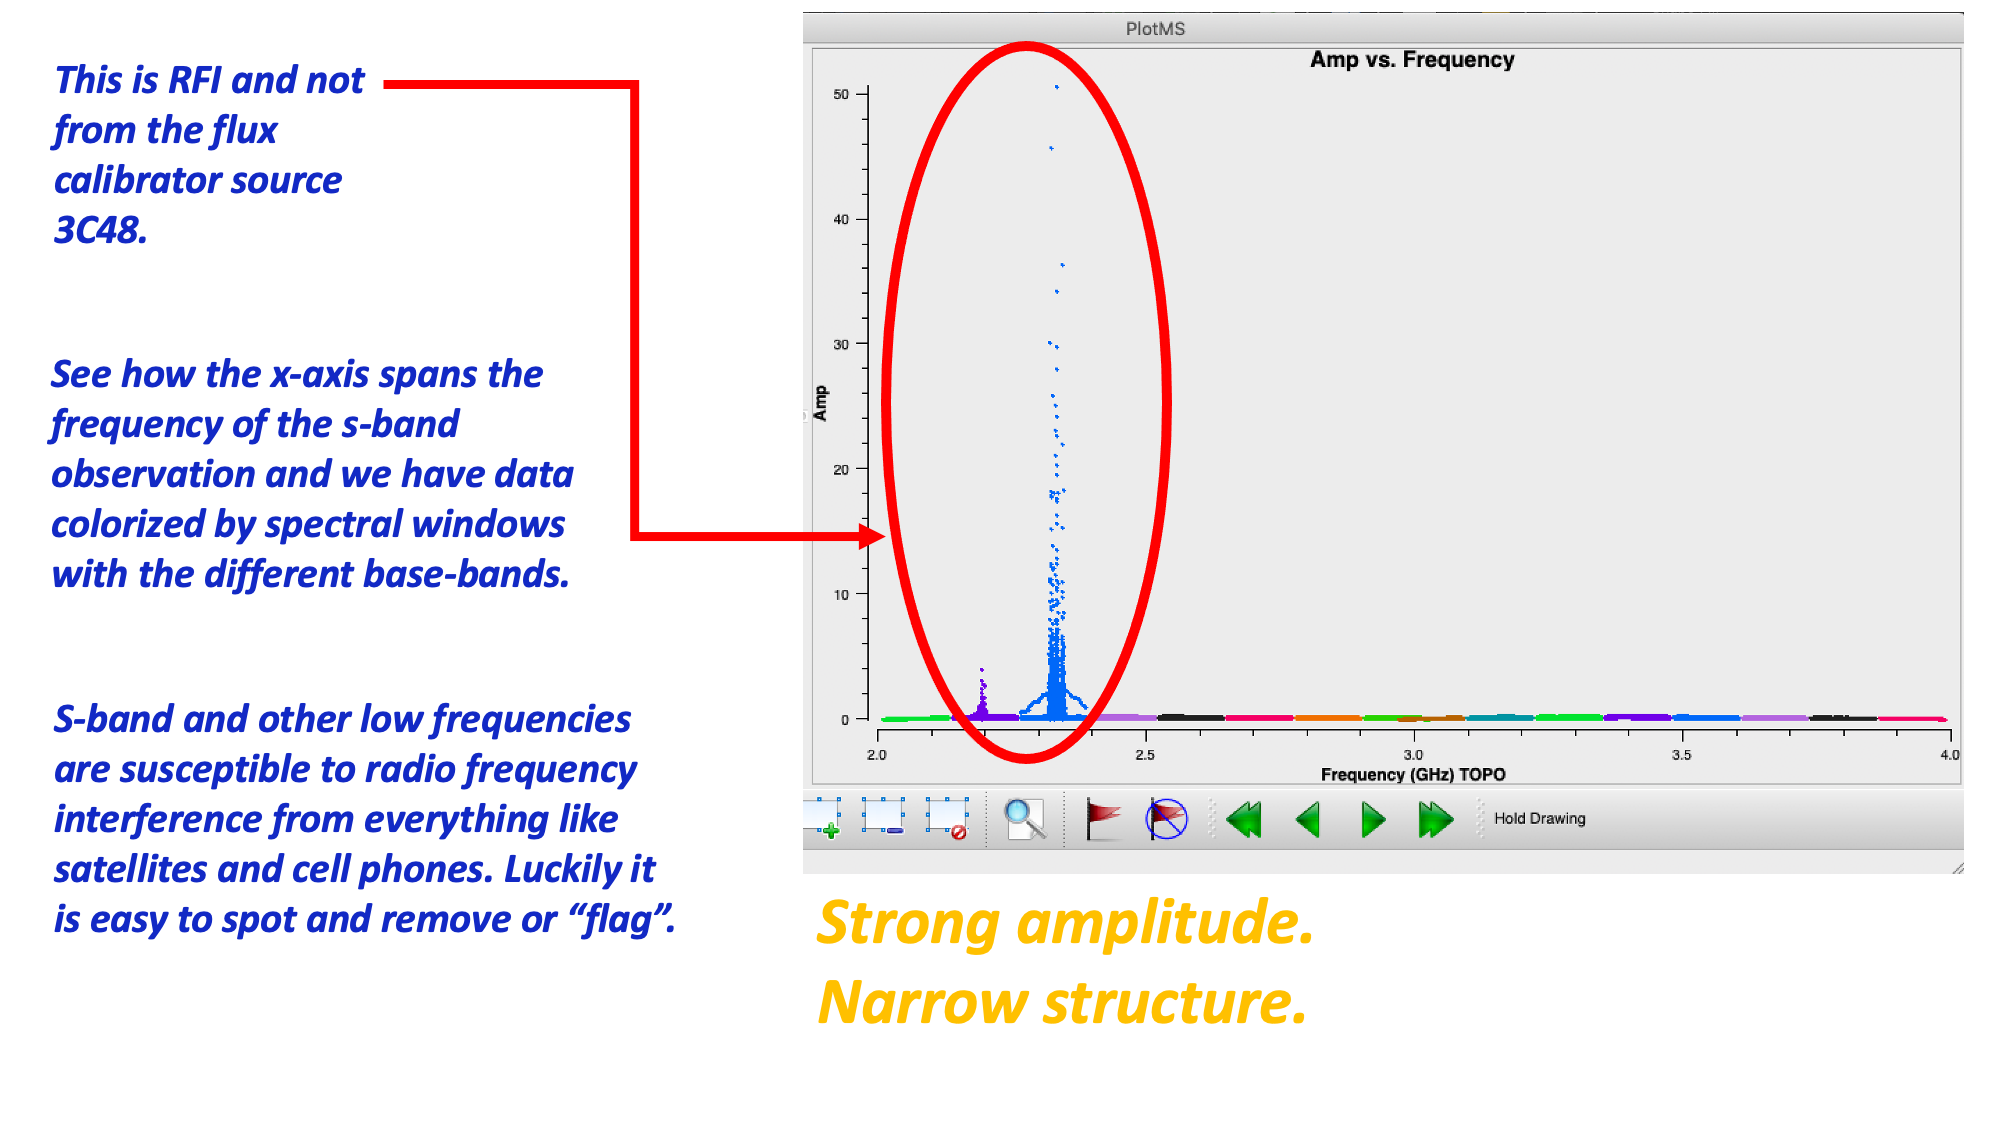 This is RFI and not
from the flux
calibrator source
3C48.
See how the x-axis spans the
frequency of the s-band
observation and we have data
colorized by spectral windows
with the different base-bands.
S-band and other low frequencies
are susceptible to radio frequency
interference from everything like
satellites and cell phones. Luckily it
is easy to spot and remove or “flag”.
PlotMS
Amp vs. Frequency
50
40
30
20
10
0
Amp
2.0 2.5 3.0 3.5 4.0
Frequency (GHz) TOPO
Hold Drawing
Strong amplitude.
Narrow structure.